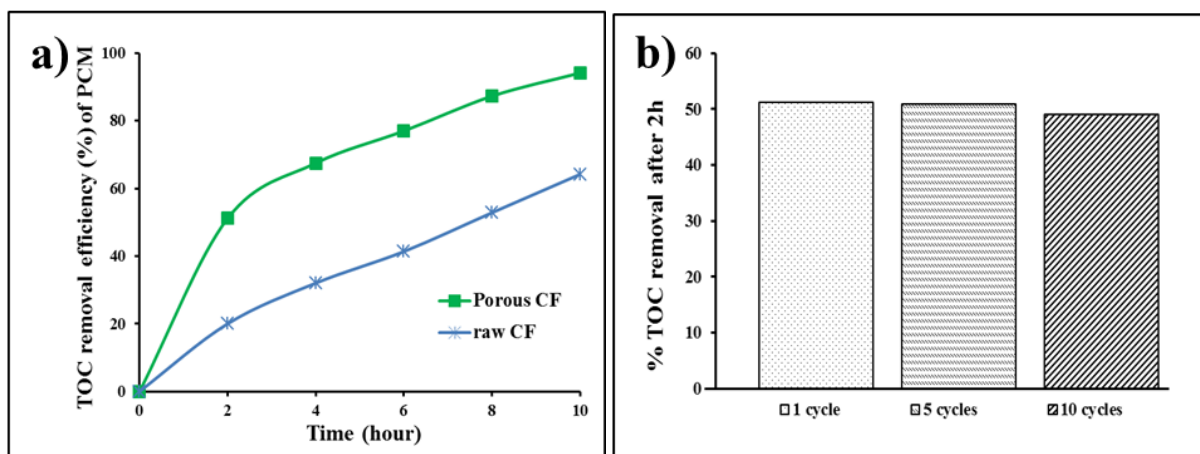 a)
TOC removal efficiency (%) of PCM
100
80
60
40
20
0
0 2 4 6 8 10
Time (hour)
Porous CF
raw CF
b)
% TOC removal after 2h
60
50
40
30
20
10
0
1 cycle 5 cycles 10 cycles